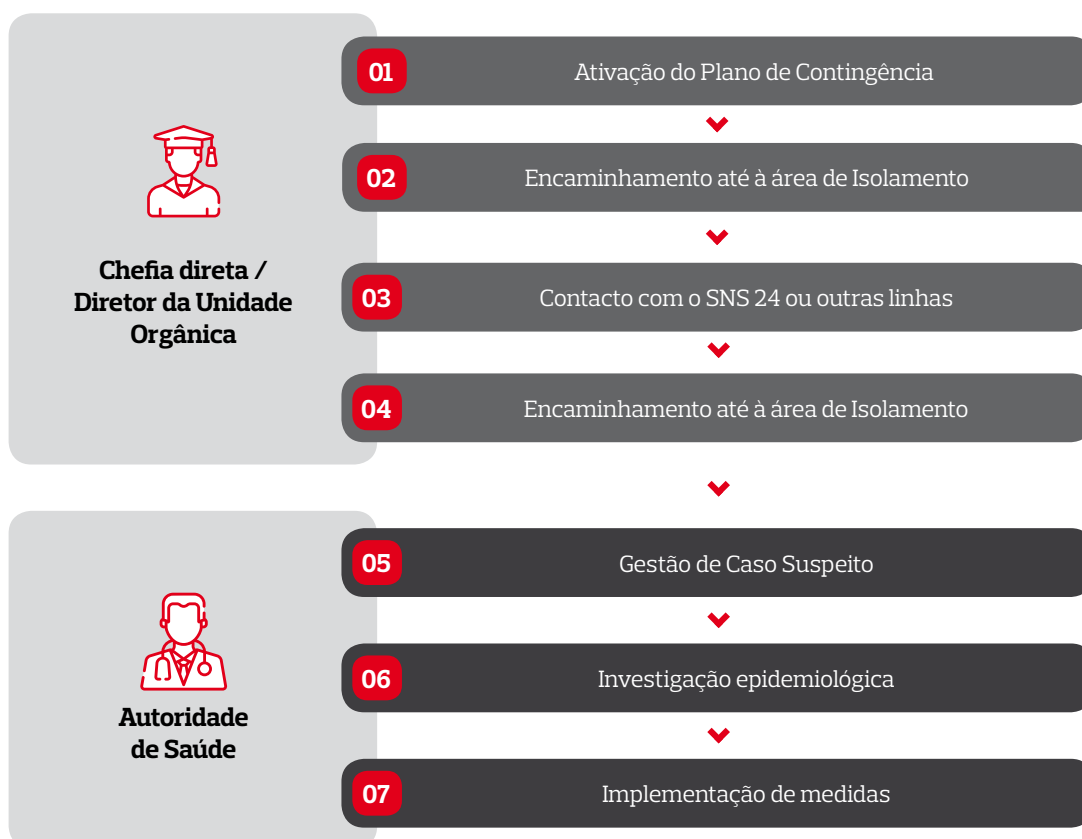 Chefia direta /
Diretor da Unidade
Orgânica
01 Ativação do Plano de Contingência
02 Encaminhamento até à área de Isolamento
03 Contacto com o SNS 24 ou outras linhas
04 Encaminhamento até à área de Isolamento
Autoridade
de Saúde
05 Gestão de Caso Suspeito
06 Investigação epidemiológica
07 Implementação de medidas